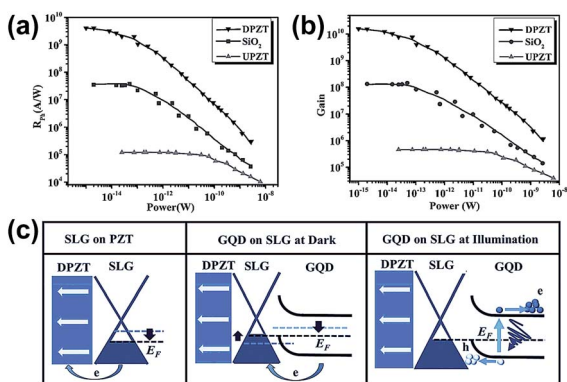 (a)
10^10
10^9
10^8
10^7
10^6
10^5
10^4
R_Ph(A/W)
DPZT
SiO2
UPZT
10^-14 10^-12 10^-10 10^-8
Power(W)
(b)
10^10
10^9
10^8
10^7
10^6
10^5
Gain
DPZT
SiO2
UPZT
10^-15 10^-14 10^-13 10^-12 10^-11 10^-10 10^-9 10^-8
Power (W)
(c)
SLG on PZT
DPZT SLG
E_F
e
GQD on SLG at Dark
DPZT SLG GQD
E_F
e
GQD on SLG at Illumination
SLG GQD
e
E_F
h